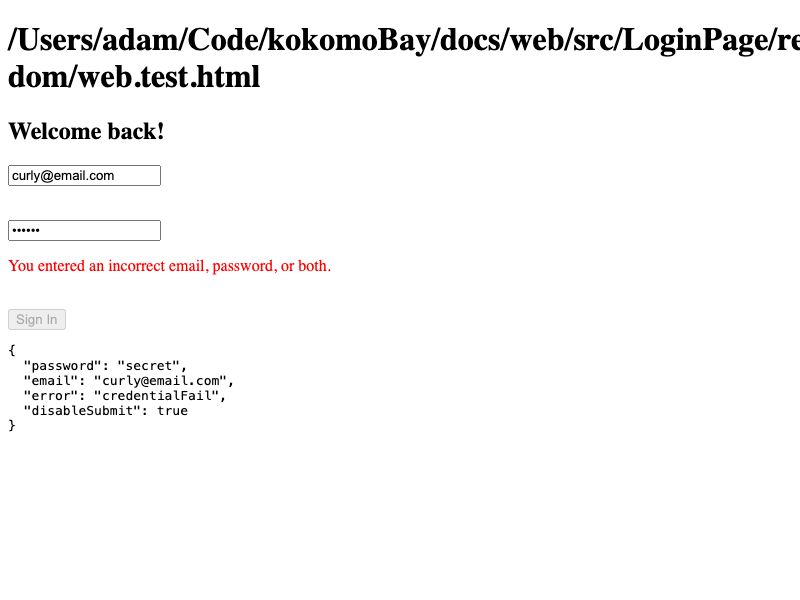 /Users/adam/Code/kokomoBay/docs/web/src/LoginPage/re
dom/web.test.html
Welcome back!
curly@email.com
••••••
You entered an incorrect email, password, or both.
Sign In
{
  "password": "secret",
  "email": "curly@email.com",
  "error": "credentialFail",
  "disableSubmit": true
}